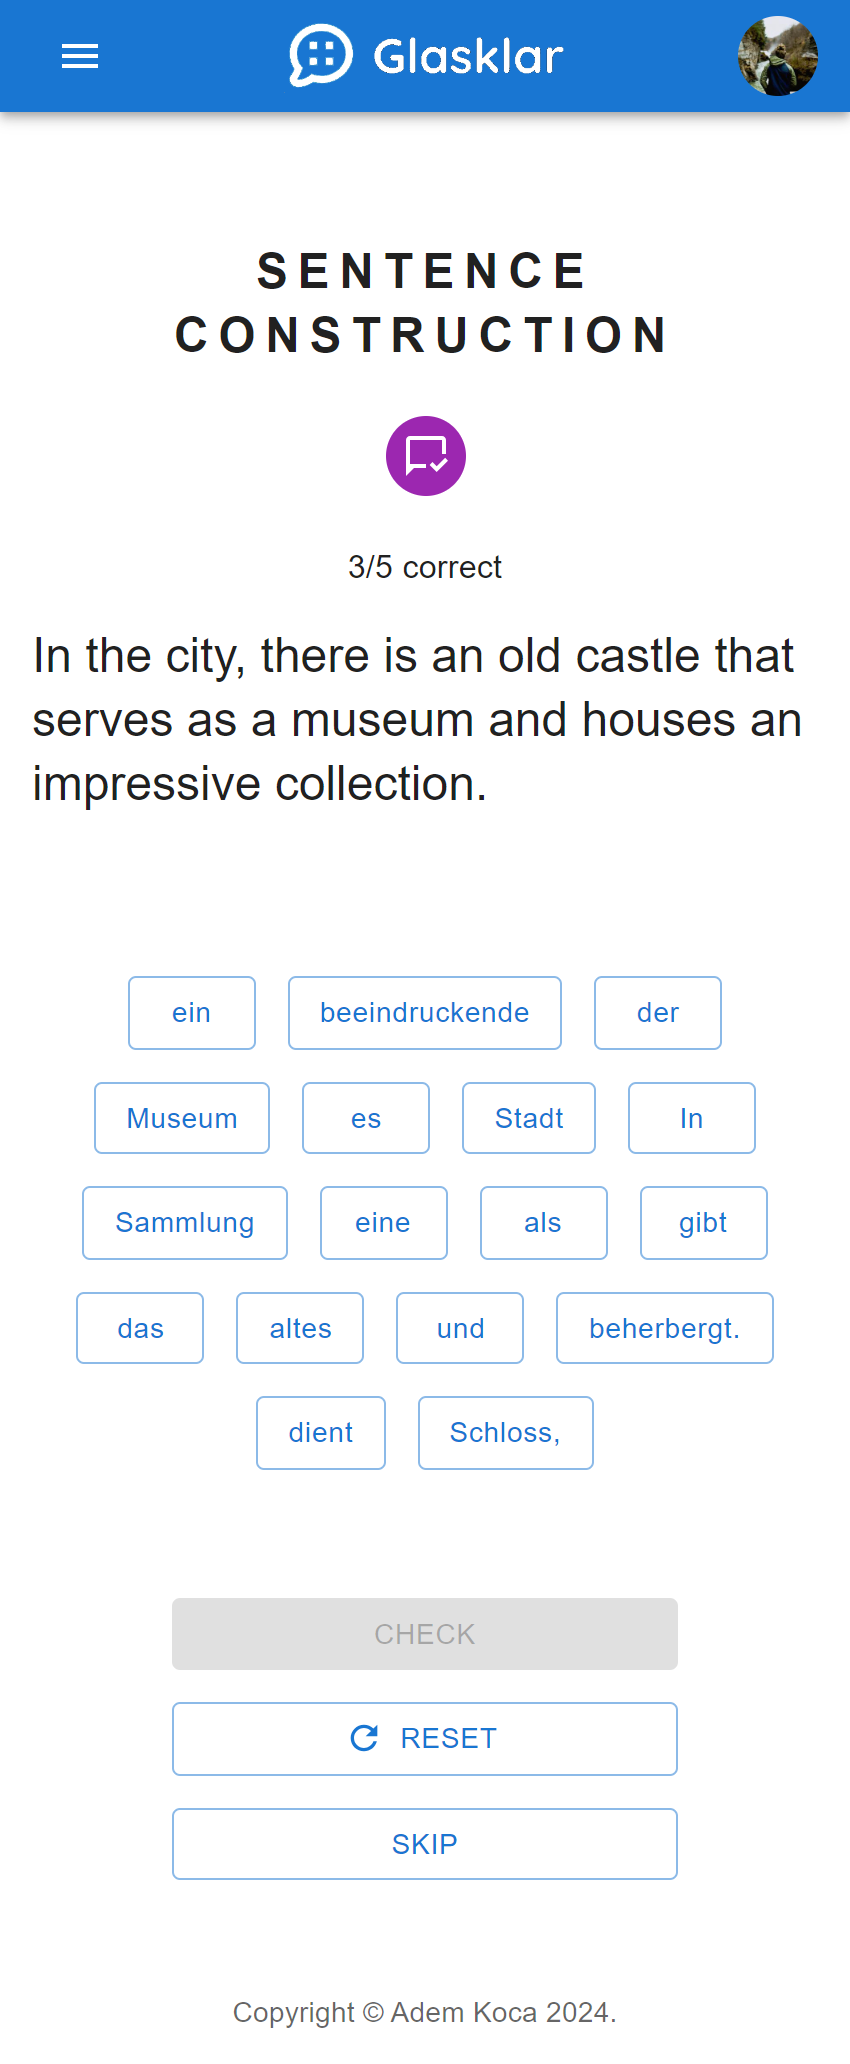 Glasklar
SENTENCE
CONSTRUCTION
3/5 correct
In the city, there is an old castle that
serves as a museum and houses an
impressive collection.
ein beeindruckende der
Museum es Stadt In
Sammlung eine als gibt
das altes und beherbergt.
dient Schloss,
CHECK
RESET
SKIP
Copyright © Adem Koca 2024.